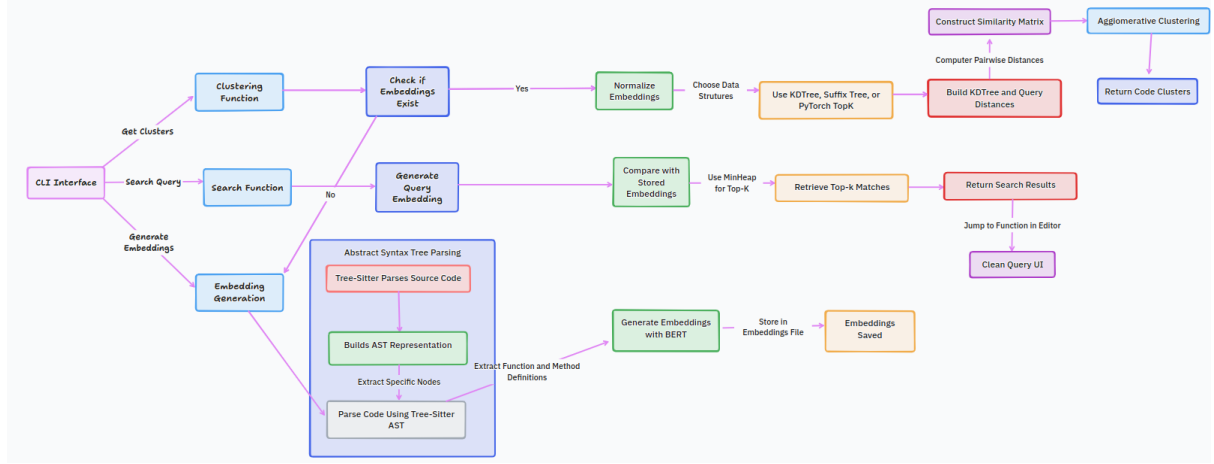 Construct Similarity Matrix
Agglomerative Clustering
Computer Pairwise Distances
Clustering
Function
Check if
Embeddings
Exist
Yes
Normalize
Embeddings
Choose Data
Strutures
Use KDTree, Suffix Tree, or
PyTorch TopK
Build KDTree and Query
Distances
Return Code Clusters
Get Clusters
CLI Interface
Search Query
Search Function
No
Generate
Query
Embedding
Compare with
Stored
Embeddings
Use MinHeap
for Top-K
Retrieve Top-k Matches
Return Search Results
Jump to Function in Editor
Clean Query UI
Generate
Embeddings
Embedding
Generation
Abstract Syntax Tree Parsing
Tree-Sitter Parses Source Code
Builds AST Representation
Extract Specific Nodes
Parse Code Using Tree-Sitter
AST
Extract Function and Method
Definitions
Generate Embeddings
with BERT
Store in
Embeddings File
Embeddings
Saved